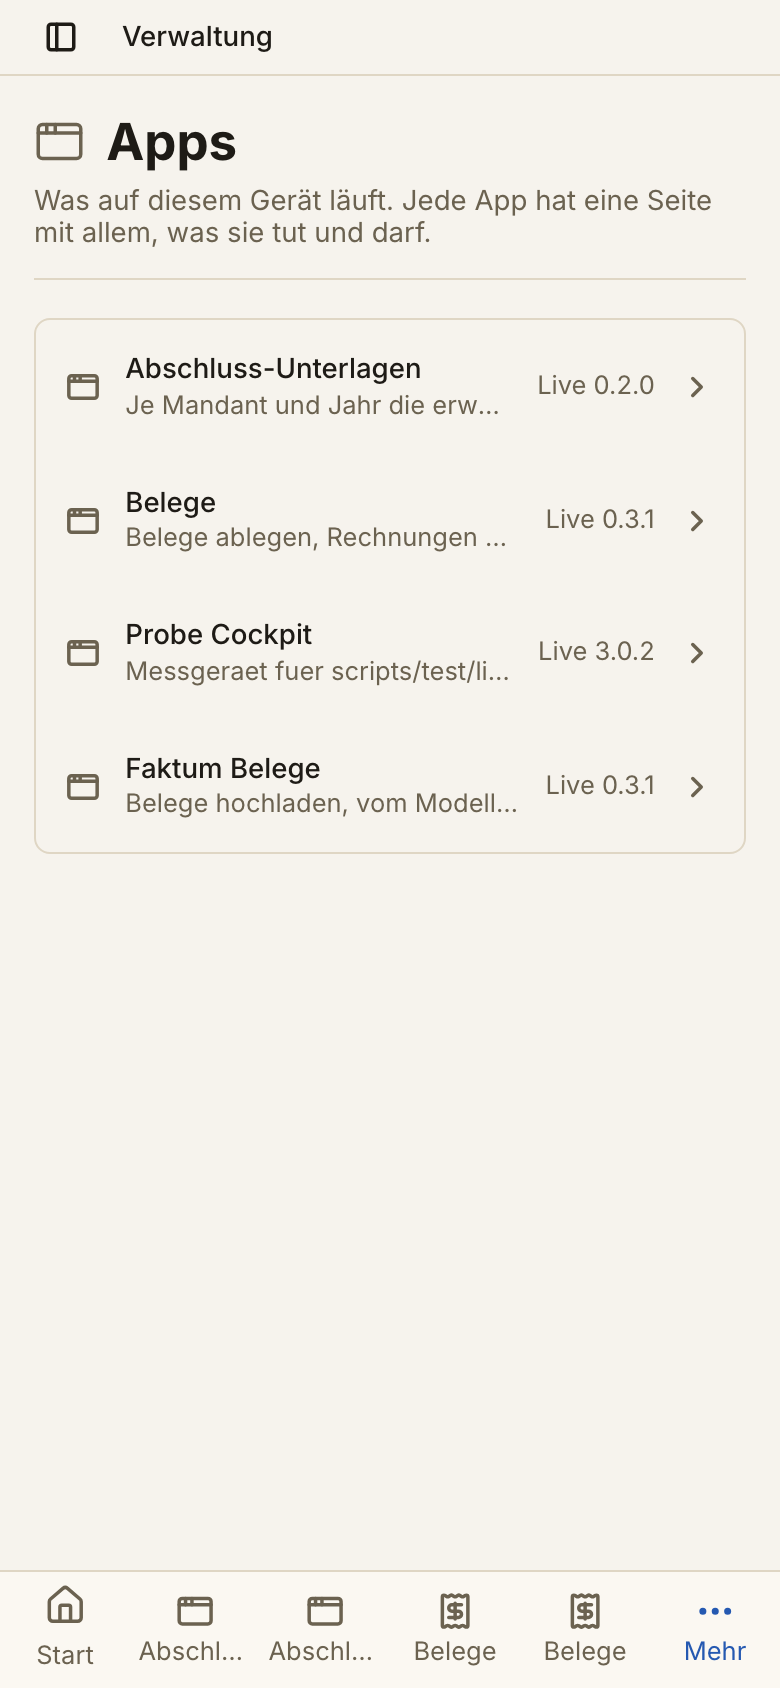 Verwaltung
Apps
Was auf diesem Gerät läuft. Jede App hat eine Seite
mit allem, was sie tut und darf.
Abschluss-Unterlagen
Je Mandant und Jahr die erw...
Live 0.2.0
Belege
Belege ablegen, Rechnungen ...
Live 0.3.1
Probe Cockpit
Messgeraet fuer scripts/test/li...
Live 3.0.2
Faktum Belege
Belege hochladen, vom Modell...
Live 0.3.1
Start
Abschl...
Abschl...
Belege
Belege
Mehr